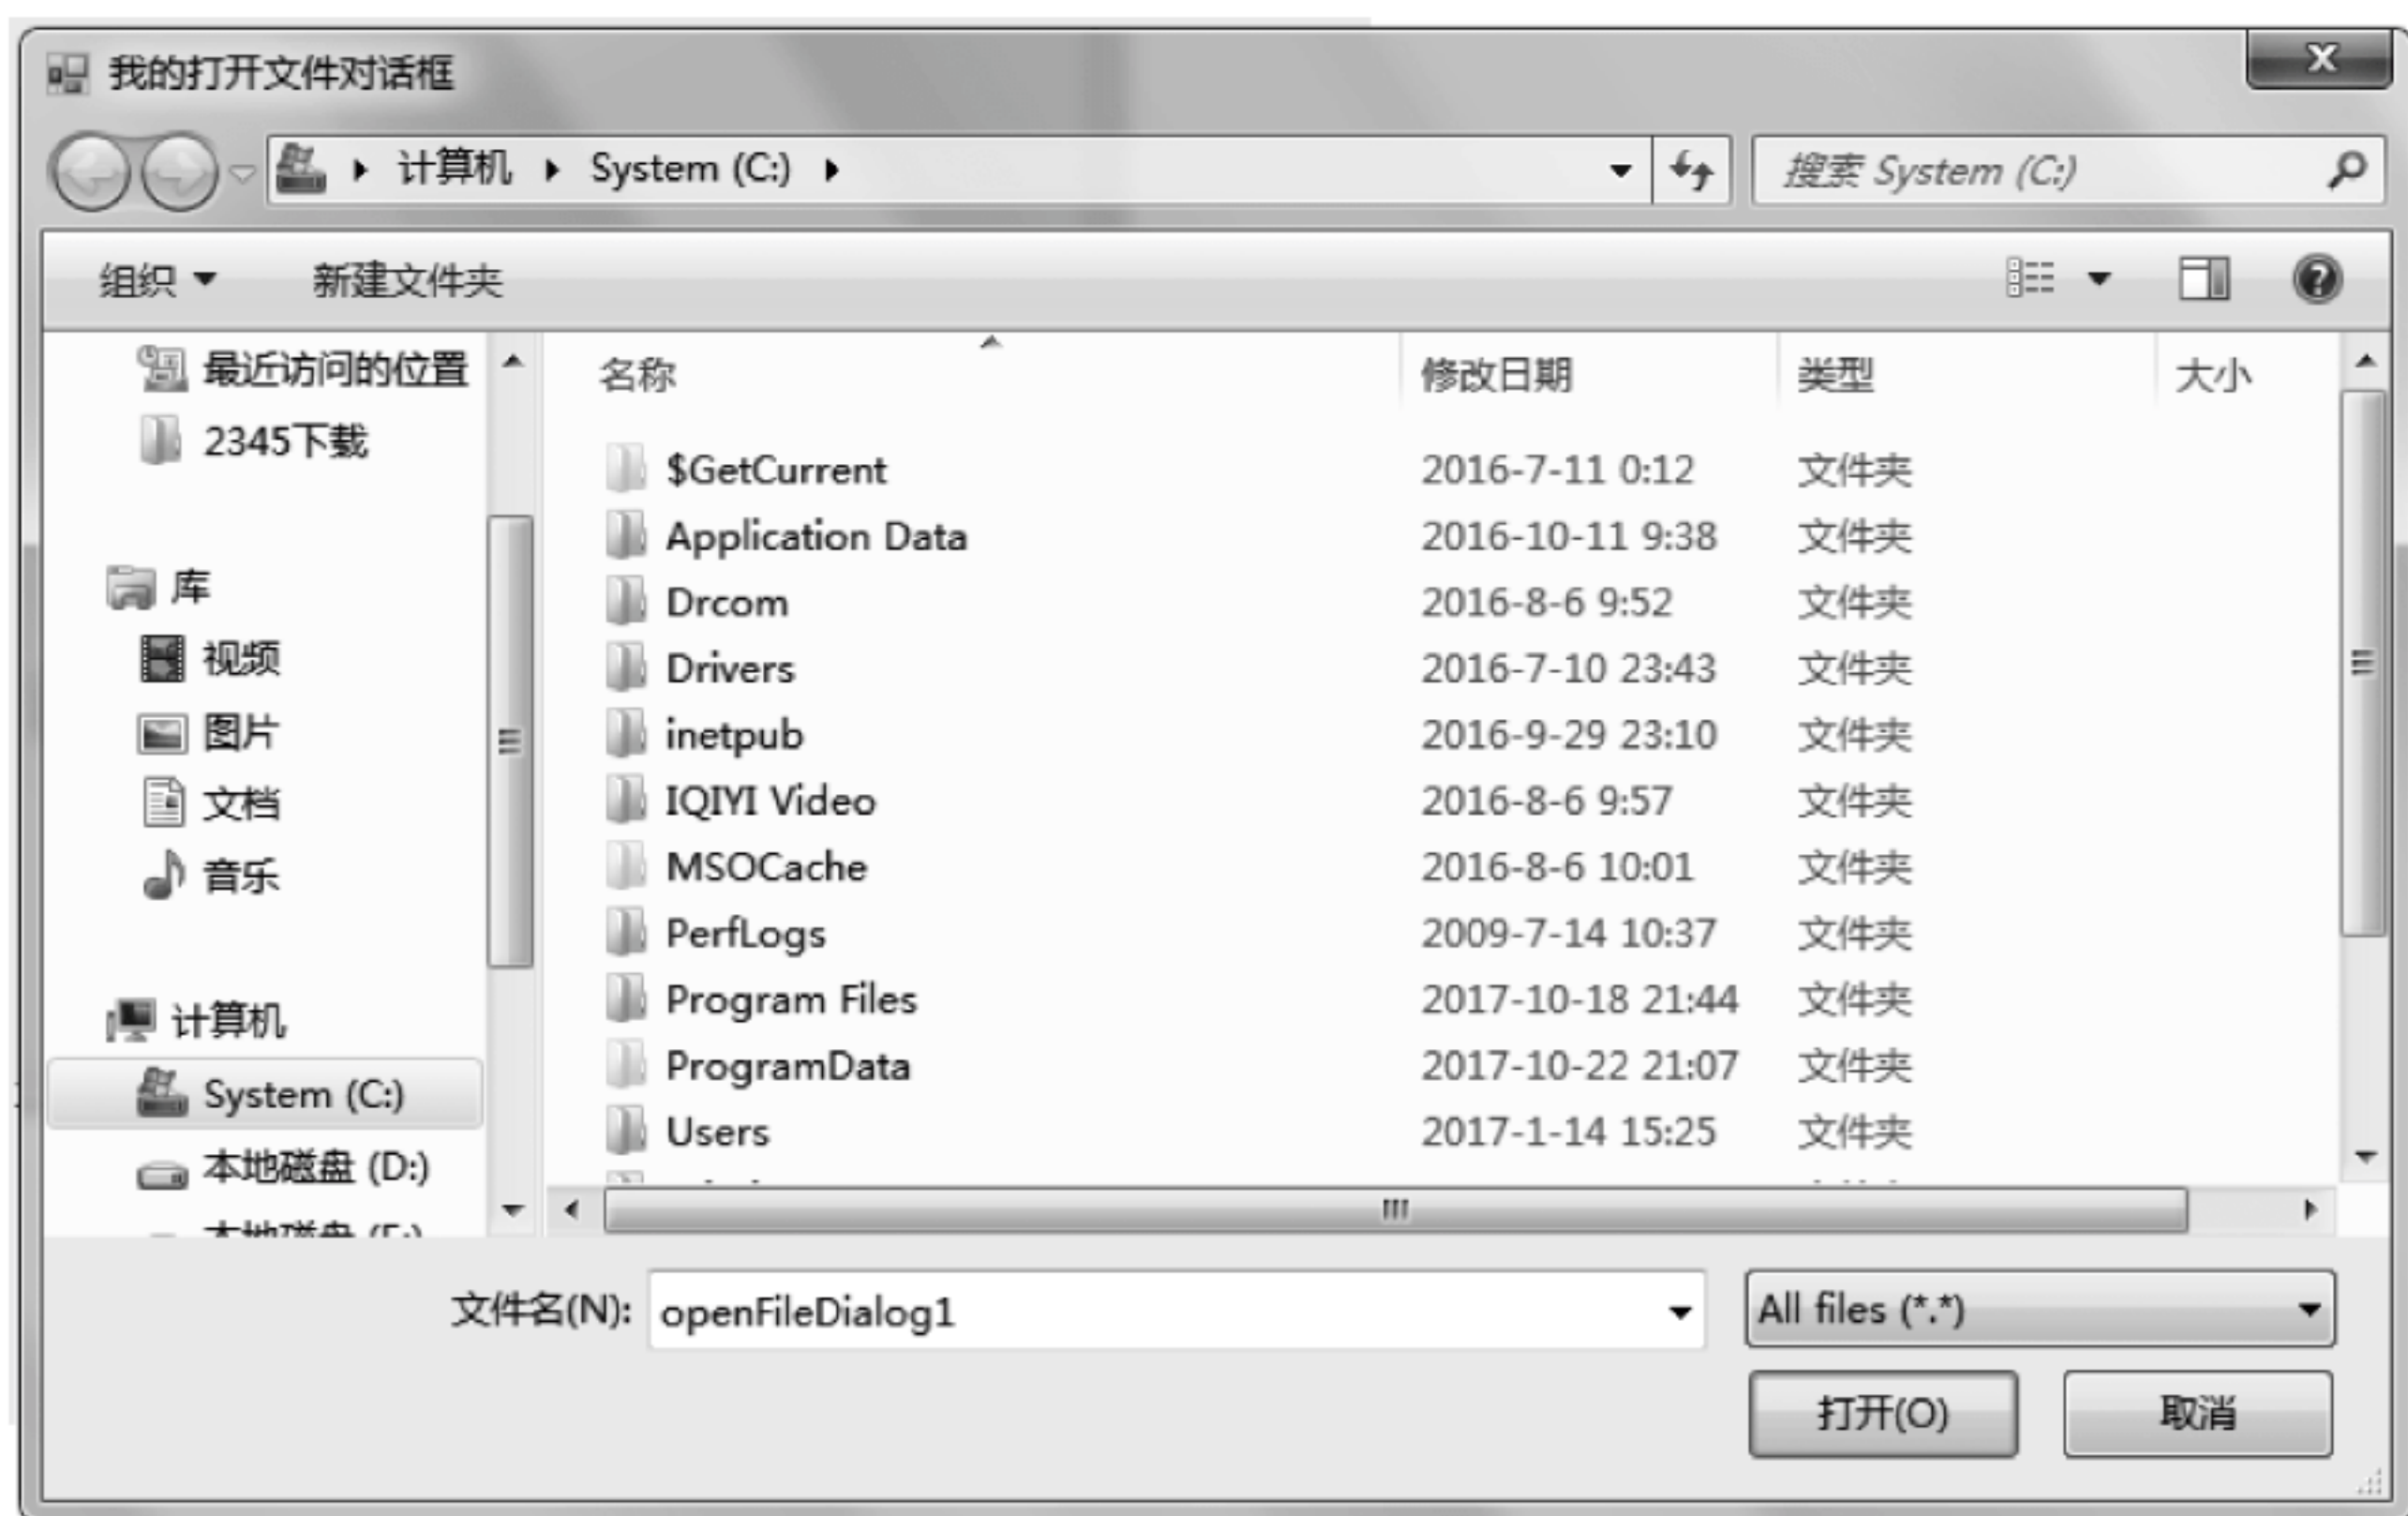 我的打开文件对话框
计算机 System (C:) 搜索 System (C:)
组织 新建文件夹
最近访问的位置
2345下载
库
视频
图片
文档
音乐
计算机
System (C:)
本地磁盘 (D:)
名称 修改日期 类型 大小
$GetCurrent 2016-7-11 0:12 文件夹
Application Data 2016-10-11 9:38 文件夹
Drcom 2016-8-6 9:52 文件夹
Drivers 2016-7-10 23:43 文件夹
inetpub 2016-9-29 23:10 文件夹
IQIYI Video 2016-8-6 9:57 文件夹
MSOCache 2016-8-6 10:01 文件夹
PerfLogs 2009-7-14 10:37 文件夹
Program Files 2017-10-18 21:44 文件夹
ProgramData 2017-10-22 21:07 文件夹
Users 2017-1-14 15:25 文件夹
文件名(N): openFileDialog1 All files (*.*)
打开(O) 取消